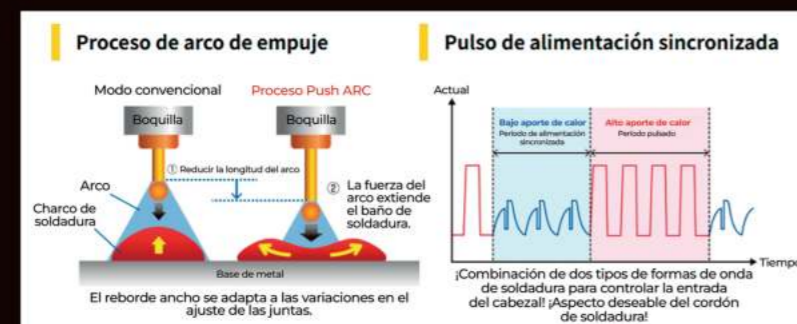 Proceso de arco de empuje
Modo convencional
Proceso Push ARC
Boquilla
Boquilla
① Reducir la longitud del arco
Arco
② La fuerza del
arco extiende
el baño de
soldadura.
Charco de
soldadura
Base de metal
El reborde ancho se adapta a las variaciones en el
ajuste de las juntas.
Pulso de alimentación sincronizada
Actual
Bajo aporte de calor
Periodo de alimentación
sincronizada
Alto aporte de calor
Periodo pulsado
Tiempo
¡Combinación de dos tipos de formas de onda
de soldadura para controlar la entrada
del cabezal! ¡Aspecto deseable del cordón
de soldadura!